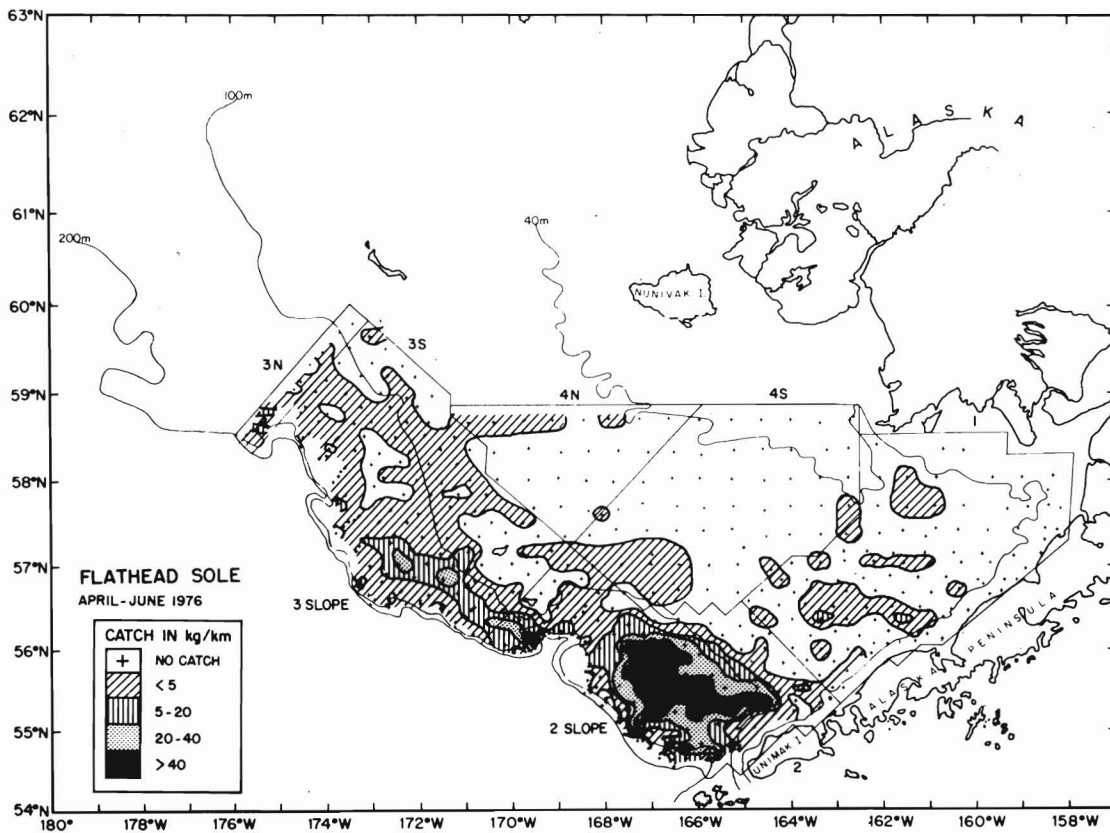 63°N
62°N
61°N
60°N
59°N
58°N
57°N
56°N
55°N
54°N
180°
178°W
176°W
174°W
172°W
170°W
168°W
166°W
164°W
162°W
160°W
158°W
100m
200m
40m
ALASKA
NUNIVAK I.
3N
3S
4N
4S
1
3 SLOPE
2 SLOPE
ALASKA PENINSULA
UNIMAK I.
2
FLATHEAD SOLE
APRIL-JUNE 1976
CATCH IN kg/km
+ NO CATCH
<5
5-20
20-40
>40